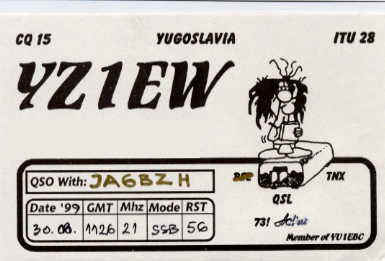 CQ 15 YUGOSLAVIA ITU 28
YZ1EW
QSO With: JA6BZH
PSE QSL TNX
Date '99 GMT Mhz Mode RST
30.08. 1126 21 SSB 56
73!
Member of YU1EBC